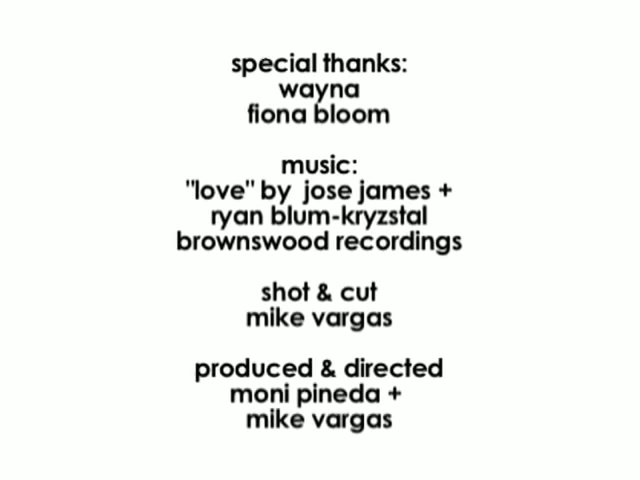 special thanks:
wayna
fiona bloom
music:
"love" by jose james +
ryan blum-kryzstal
brownswood recordings
shot & cut
mike vargas
produced & directed
moni pineda +
mike vargas